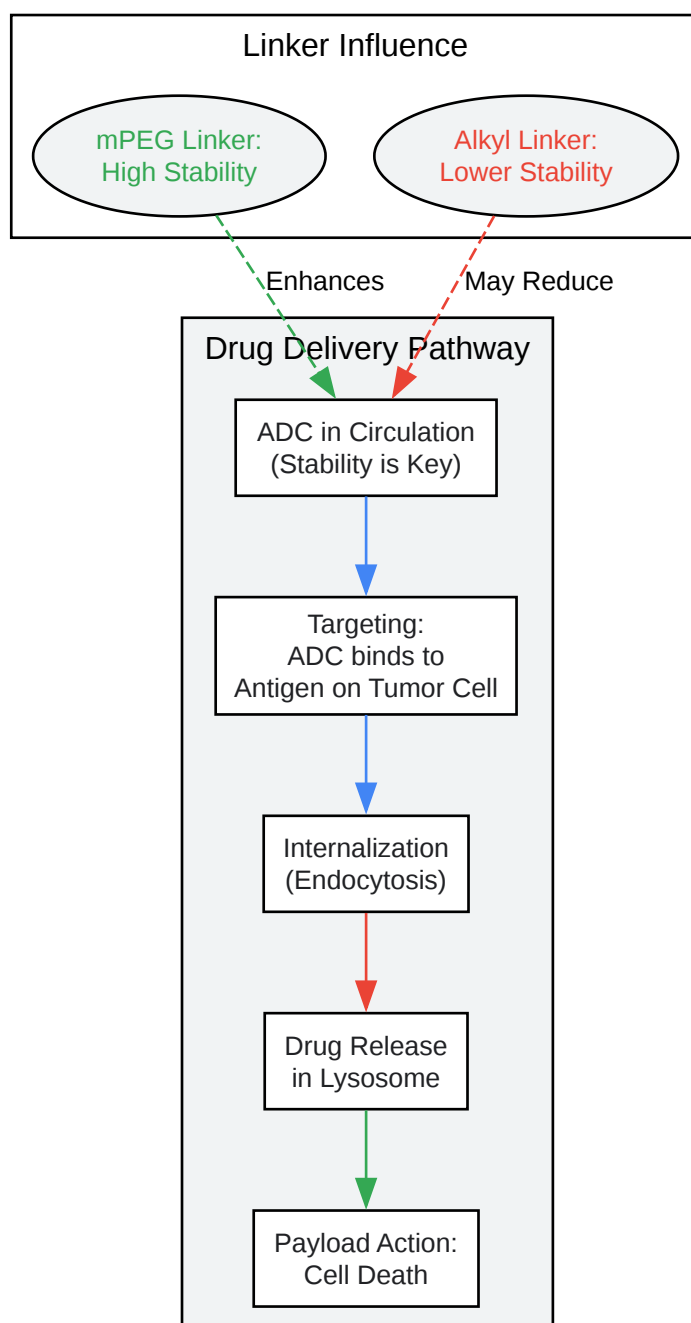 Linker Influence
mPEG Linker:
High Stability
Alkyl Linker:
Lower Stability
Enhances
May Reduce
Drug Delivery Pathway
ADC in Circulation
(Stability is Key)
Targeting:
ADC binds to
Antigen on Tumor Cell
Internalization
(Endocytosis)
Drug Release
in Lysosome
Payload Action:
Cell Death